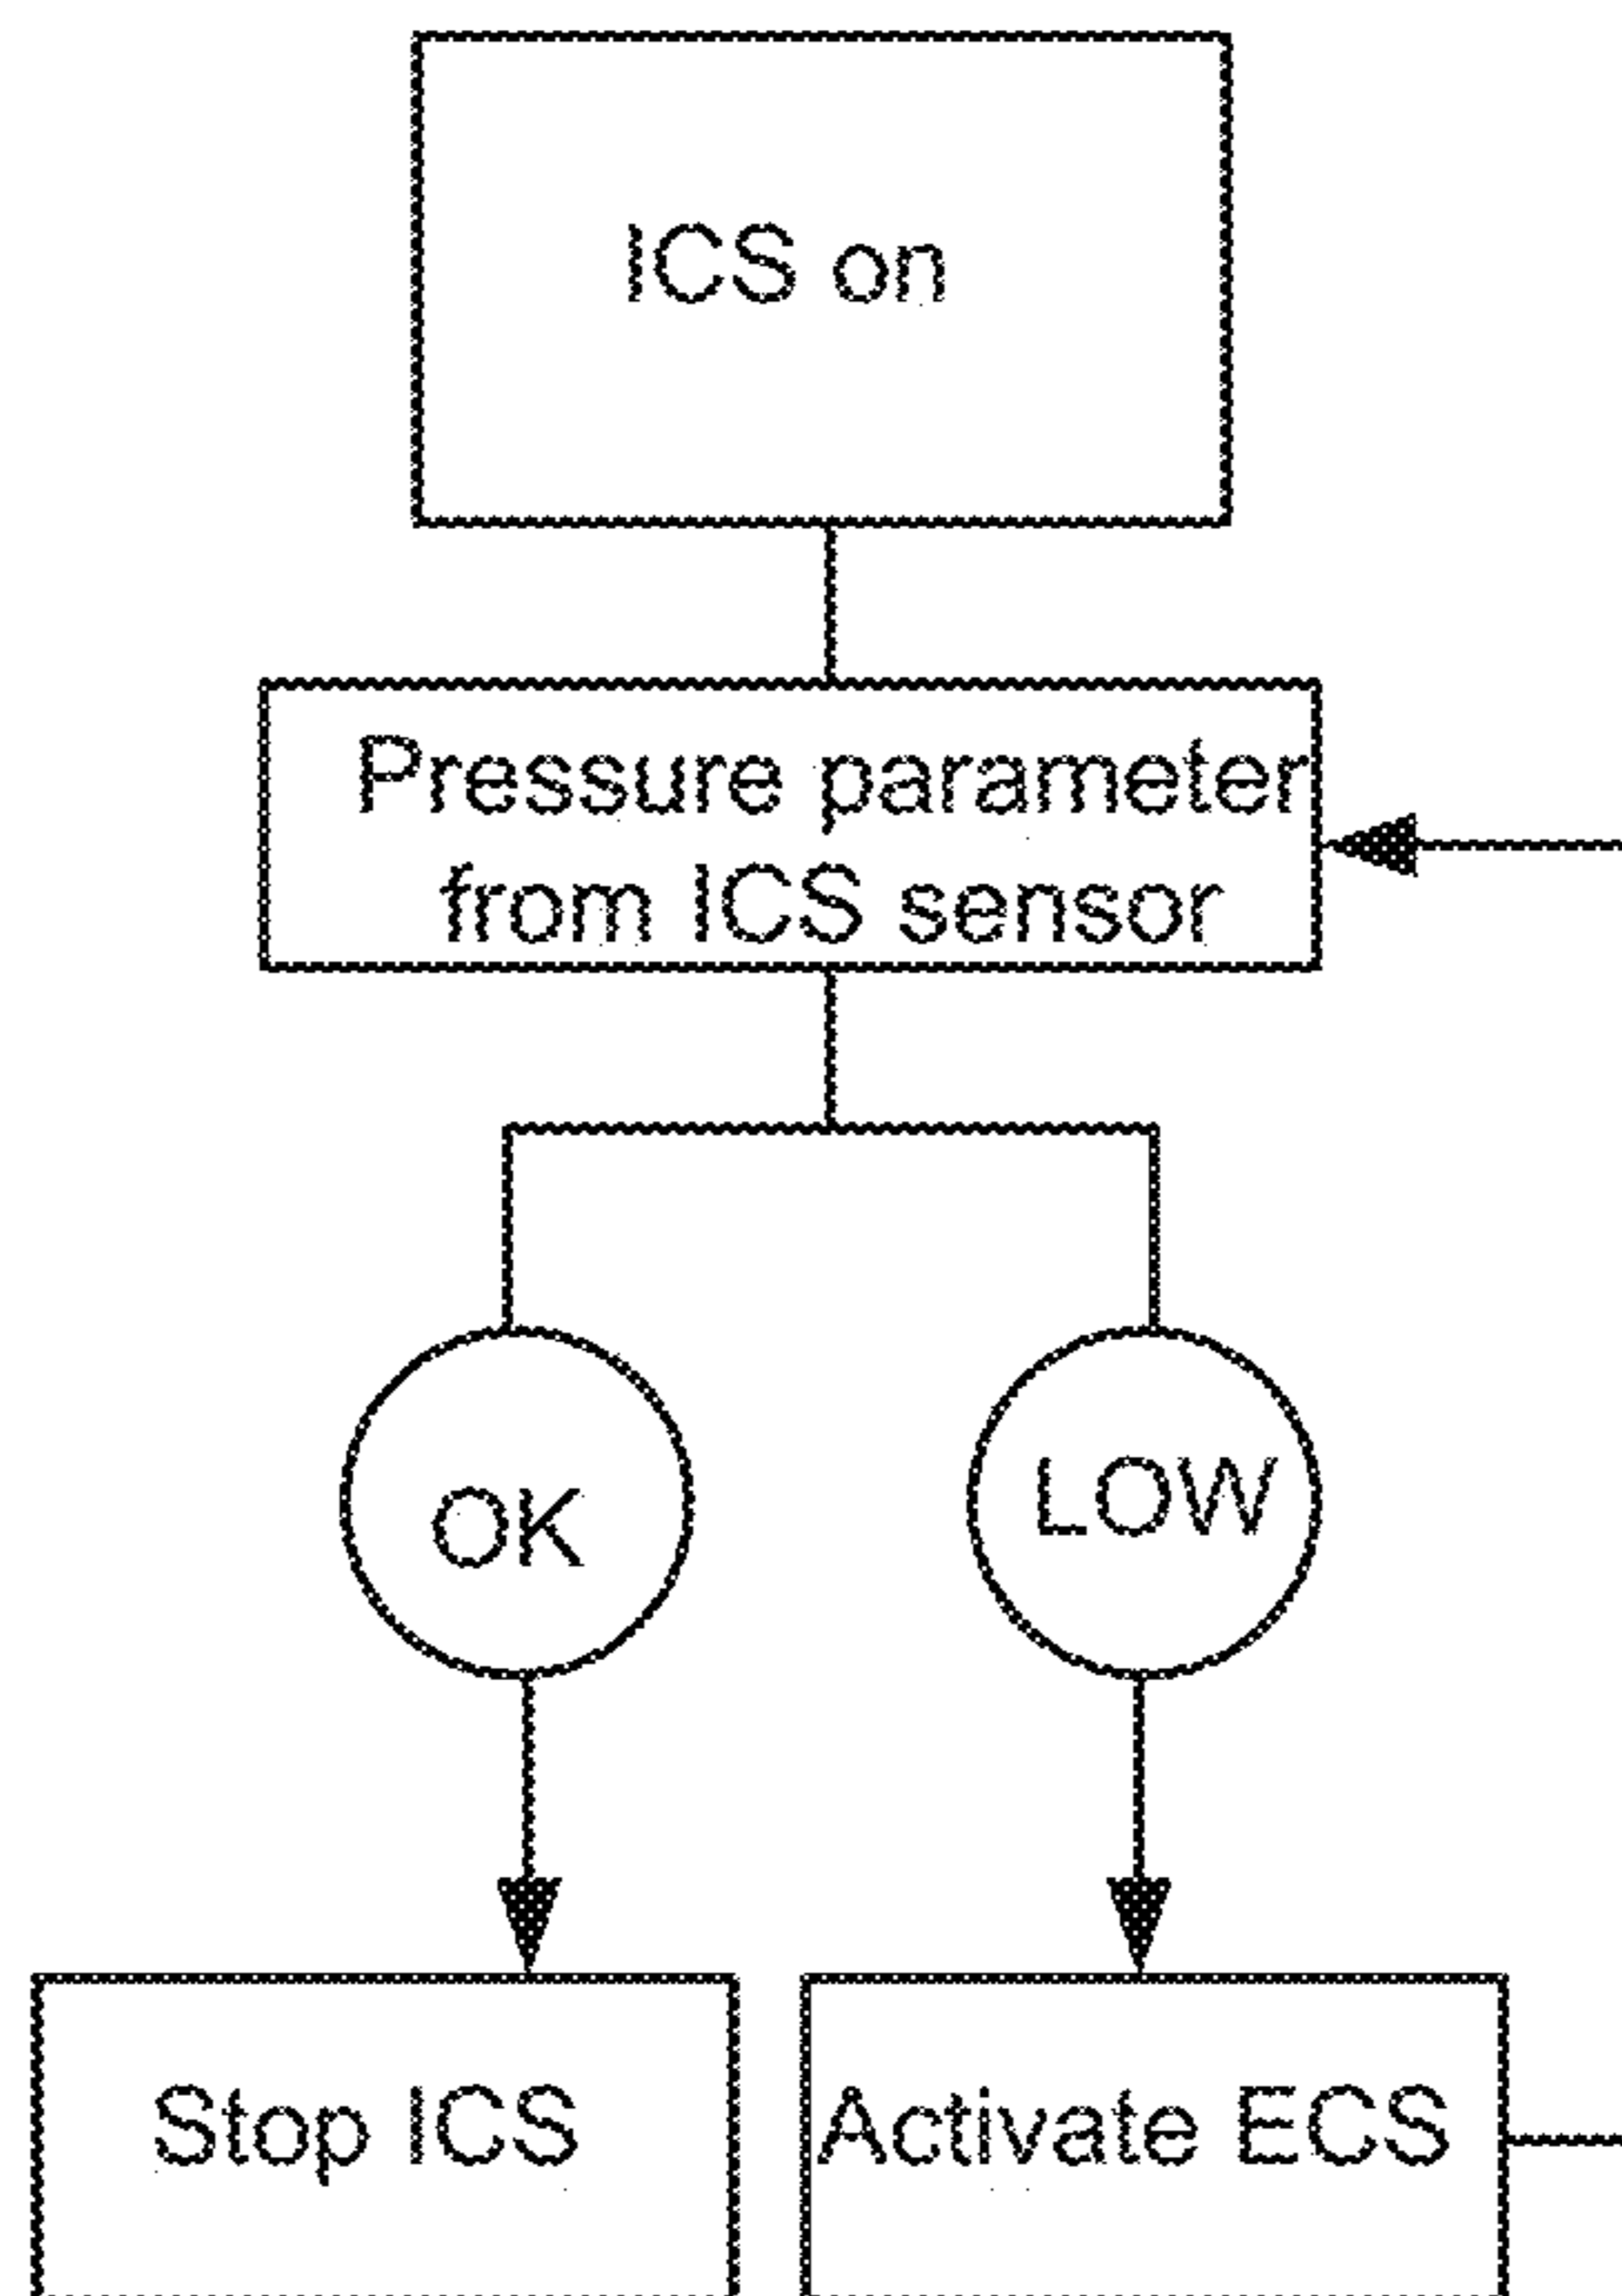 ICS on
Pressure parameter
from ICS sensor
OK
LOW
Stop ICS
Activate ECS